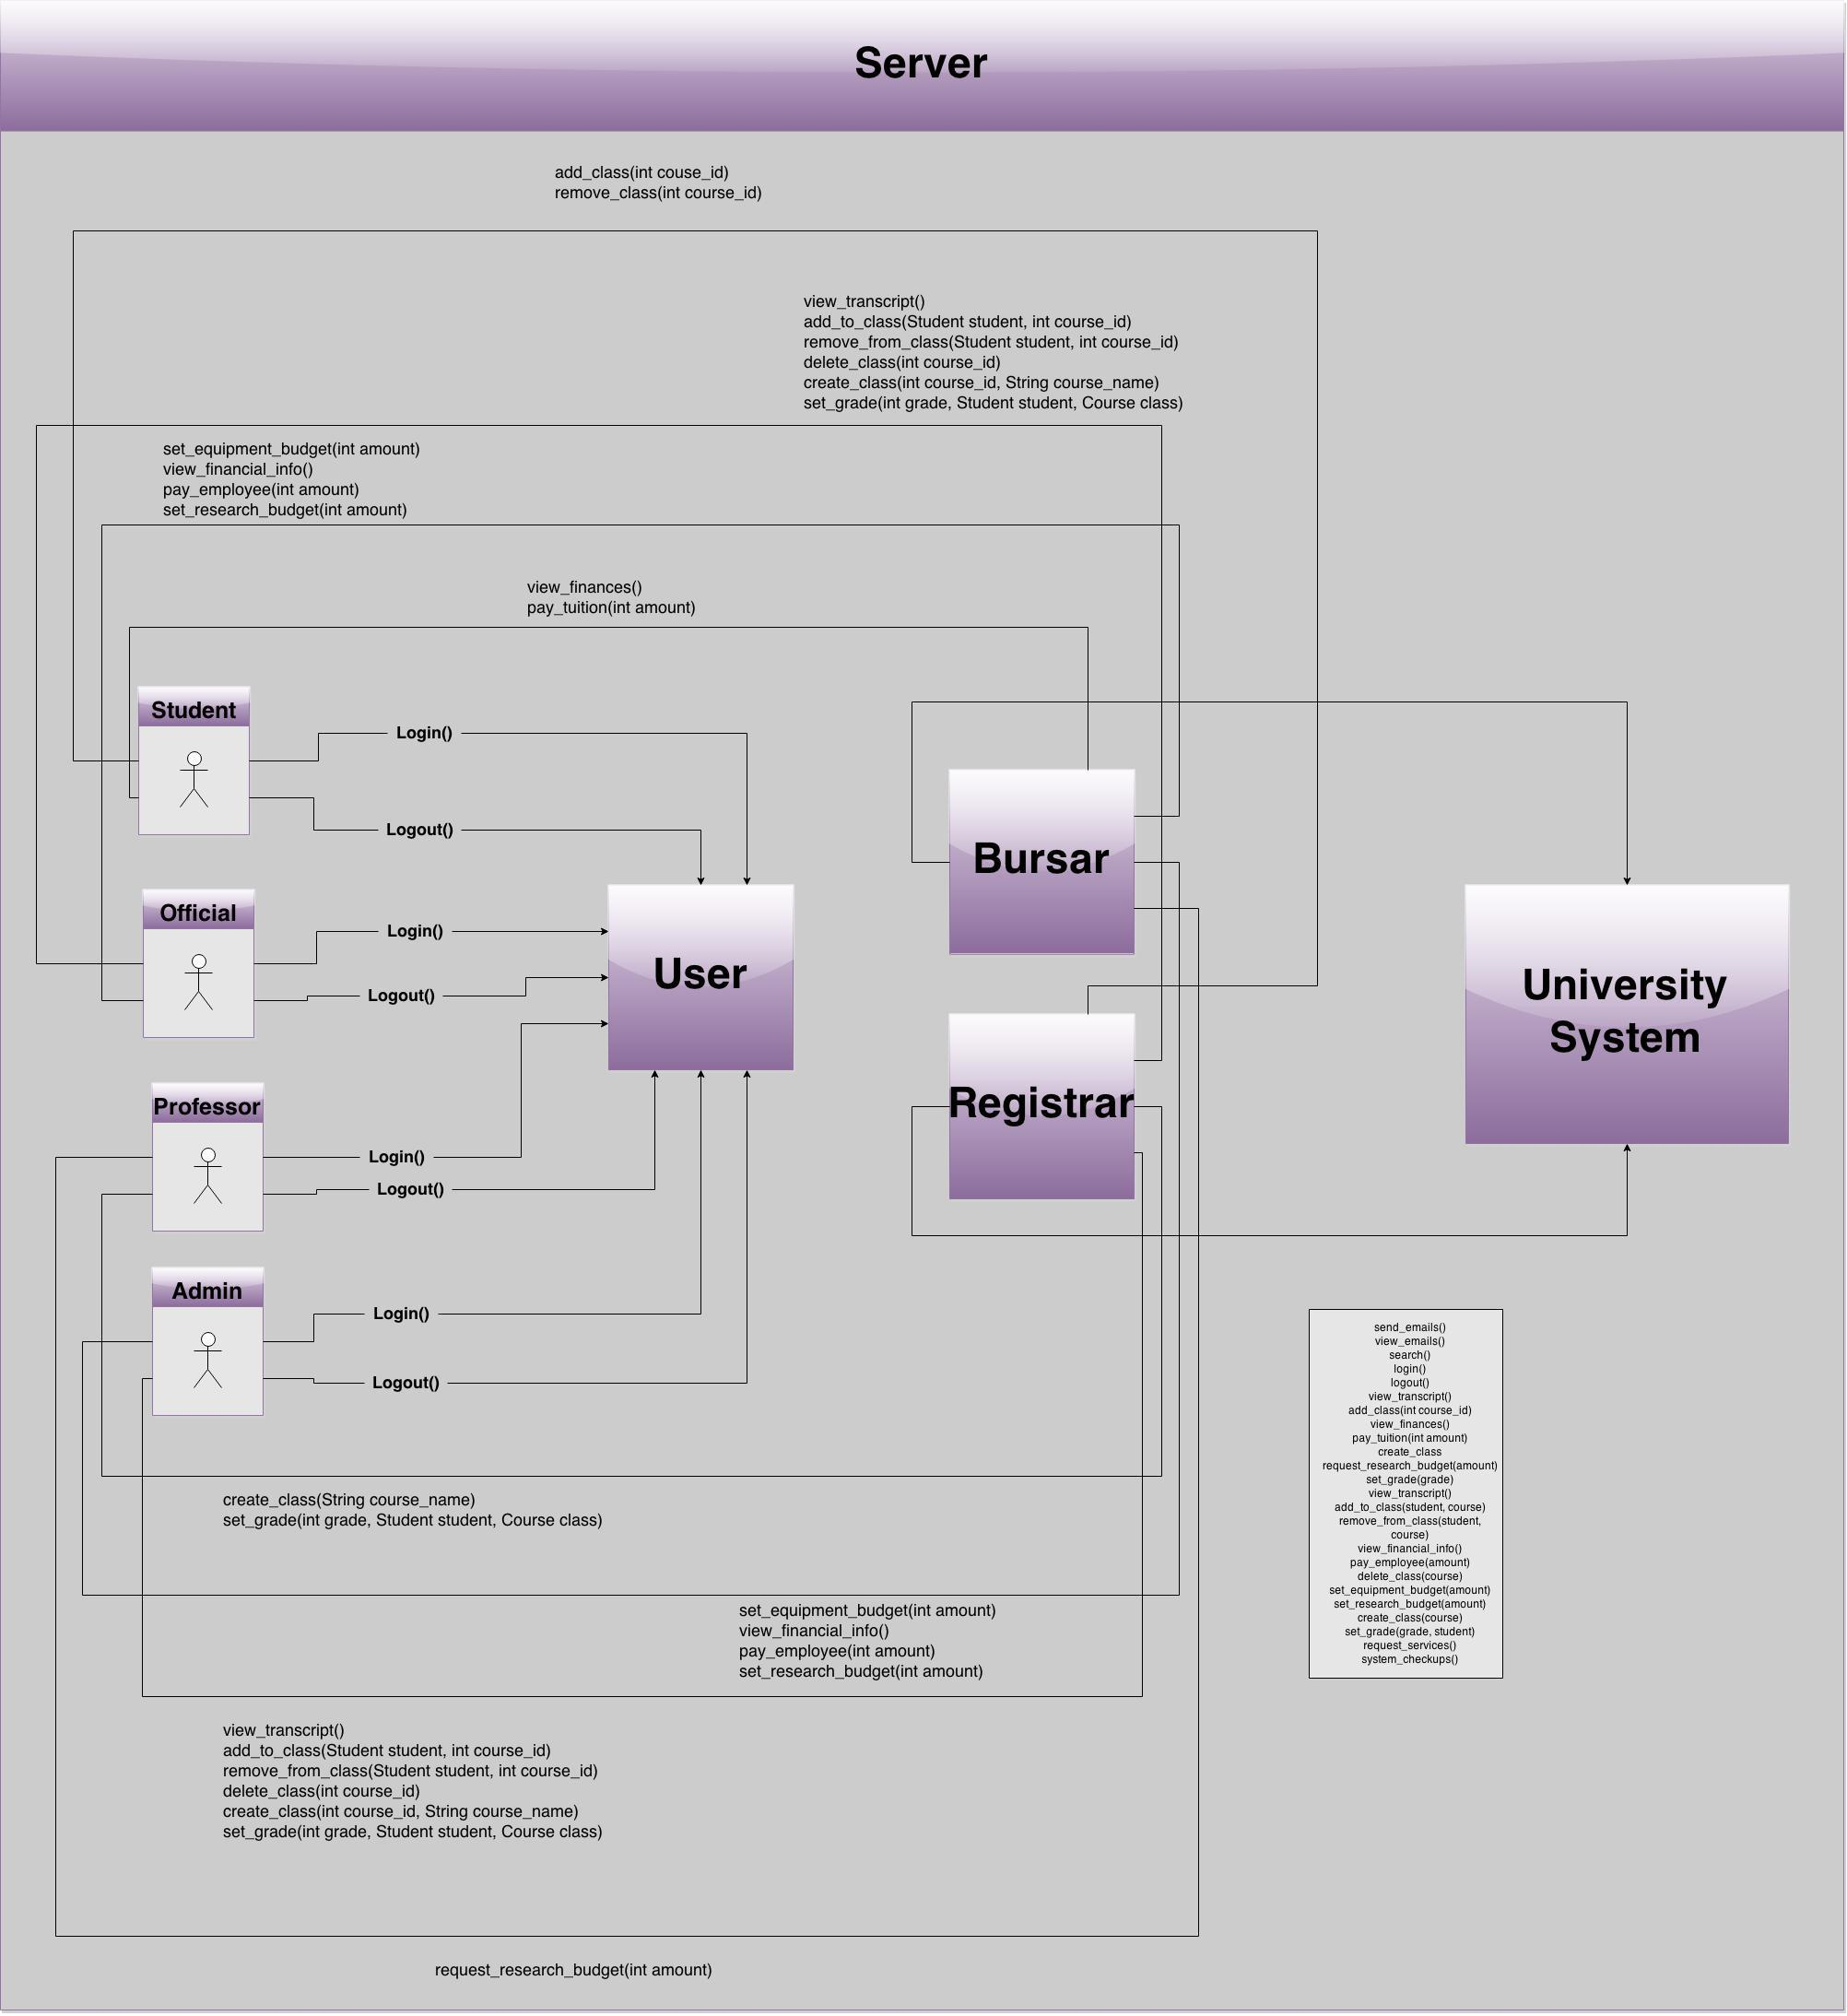 Server
add_class(int couse_id)
remove_class(int course_id)
view_transcript()
add_to_class(Student student, int course_id)
remove_from_class(Student student, int course_id)
delete_class(int course_id)
create_class(int course_id, String course_name)
set_grade(int grade, Student student, Course class)
set_equipment_budget(int amount)
view_financial_info()
pay_employee(int amount)
set_research_budget(int amount)
view_finances()
pay_tuition(int amount)
Student
Login()
Logout()
Official
Login()
Logout()
User
Bursar
Registrar
University
System
Professor
Login()
Logout()
Admin
Login()
Logout()
create_class(String course_name)
set_grade(int grade, Student student, Course class)
set_equipment_budget(int amount)
view_financial_info()
pay_employee(int amount)
set_research_budget(int amount)
send_emails()
view_emails()
search()
login()
logout()
view_transcript()
add_class(int course_id)
view_finances()
pay_tuition(int amount)
create_class
request_research_budget(amount)
set_grade(grade)
view_transcript()
add_to_class(student, course)
remove_from_class(student,
course)
view_financial_info()
pay_employee(amount)
delete_class(course)
set_equipment_budget(amount)
set_research_budget(amount)
create_class(course)
set_grade(grade, student)
request_services()
system_checkups()
view_transcript()
add_to_class(Student student, int course_id)
remove_from_class(Student student, int course_id)
delete_class(int course_id)
create_class(int course_id, String course_name)
set_grade(int grade, Student student, Course class)
request_research_budget(int amount)